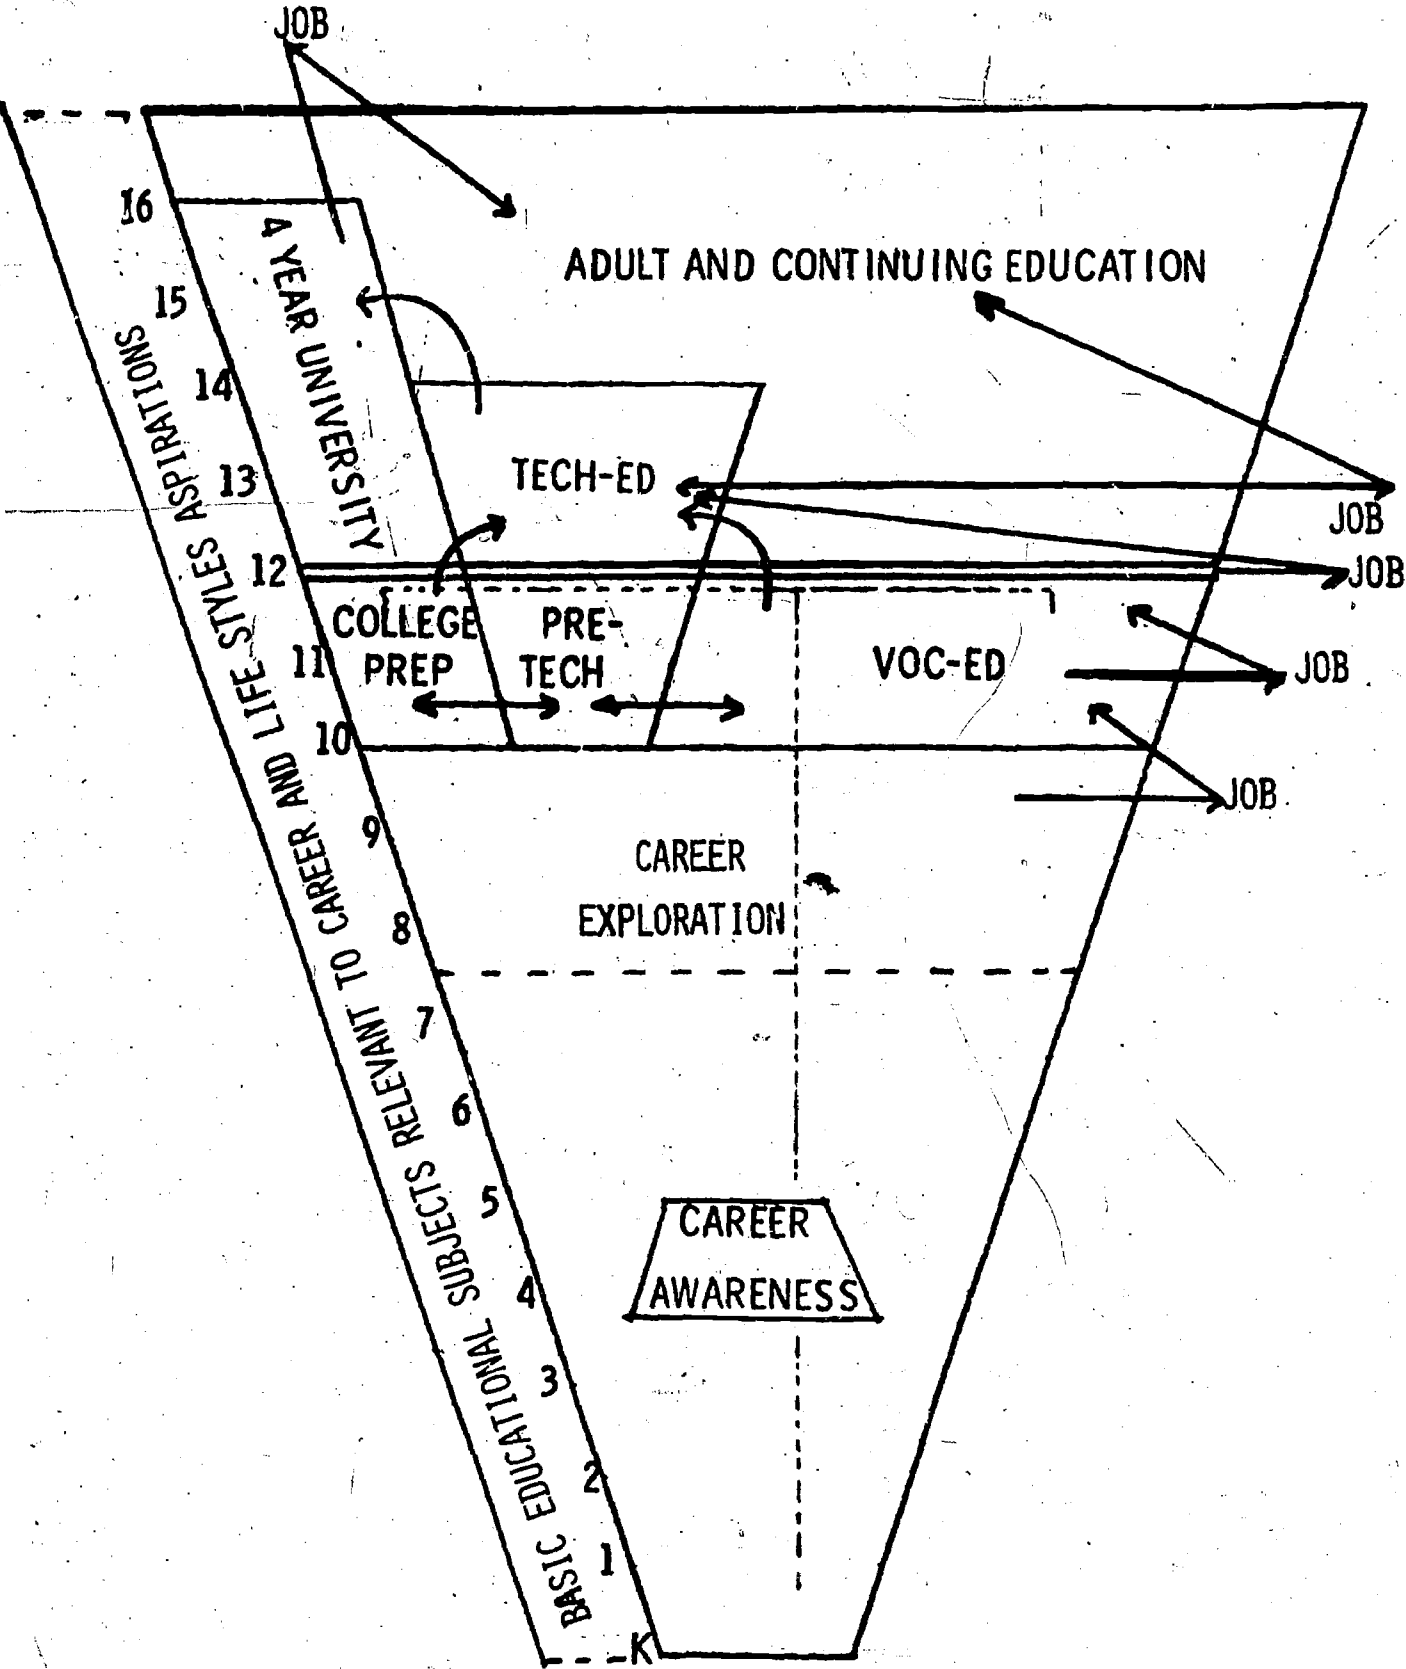 JOB
16
15
14
13
12
11
10
9
8
7
6
5
4
3
2
1
K
BASIC EDUCATIONAL SUBJECTS RELEVANT TO CAREER AND LIFE STYLES ASPIRATIONS
4 YEAR UNIVERSITY
ADULT AND CONTINUING EDUCATION
TECH-ED
JOB
JOB
COLLEGE
PREP
PRE-
TECH
VOC-ED
JOB
JOB
CAREER
EXPLORATION
CAREER
AWARENESS